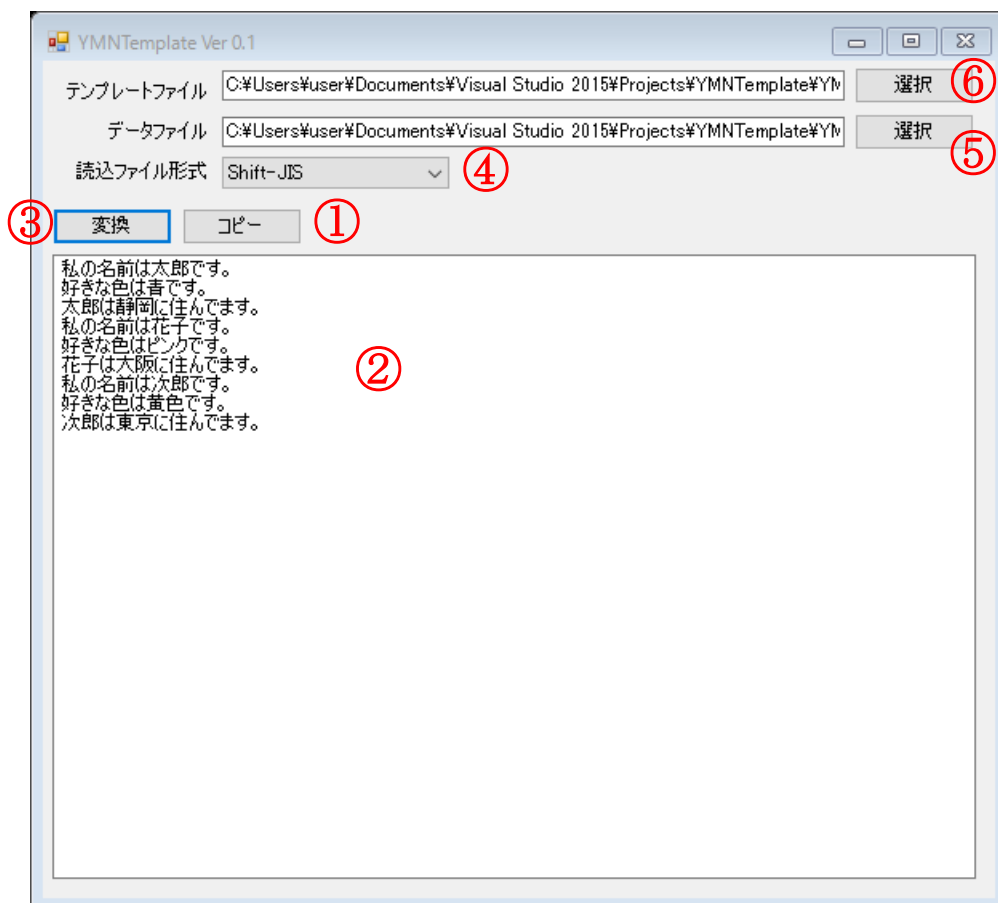 YMNTemplate Ver 0.1
テンプレートファイル C:¥Users¥user¥Documents¥Visual Studio 2015¥Projects¥YMNTemplate¥YM 選択 ⑥
データファイル C:¥Users¥user¥Documents¥Visual Studio 2015¥Projects¥YMNTemplate¥YM 選択 ⑤
読込ファイル形式 Shift-JIS ④
③ 変換 コピー ①
私の名前は太郎です。
好きな色は青です。
太郎は静岡に住んでます。
私の名前は花子です。
好きな色はピンクです。
花子は大阪に住んでます。
私の名前は次郎です。
好きな色は黄色です。
次郎は東京に住んでます。
②